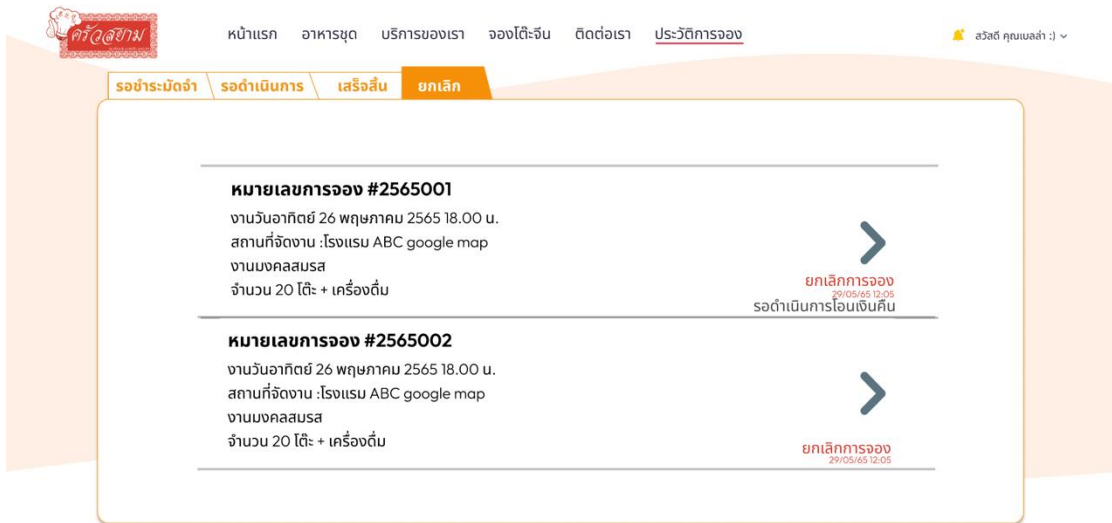 ครัวสยาม
หน้าแรก อาหารชุด บริการของเรา จองโต๊ะจีน ติดต่อเรา ประวัติการจอง
สวัสดี คุณเบลล่า :)
รอชำระมัดจำ รอดำเนินการ เสร็จสิ้น ยกเลิก
หมายเลขการจอง #2565001
งานวันอาทิตย์ 26 พฤษภาคม 2565 18.00 น.
สถานที่จัดงาน :โรงแรม ABC google map
งานมงคลสมรส
จำนวน 20 โต๊ะ + เครื่องดื่ม
ยกเลิกการจอง
29/05/65 12:05
รอดำเนินการโอนเงินคืน
หมายเลขการจอง #2565002
งานวันอาทิตย์ 26 พฤษภาคม 2565 18.00 น.
สถานที่จัดงาน :โรงแรม ABC google map
งานมงคลสมรส
จำนวน 20 โต๊ะ + เครื่องดื่ม
ยกเลิกการจอง
29/05/65 12:05